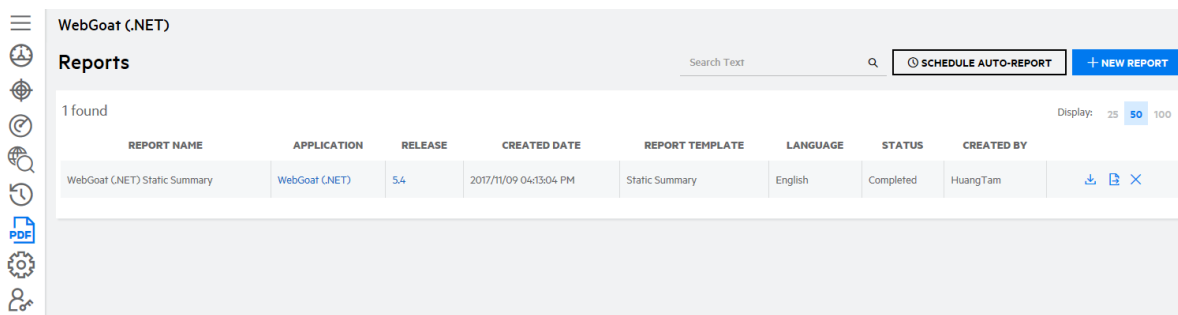 WebGoat (.NET)
Reports
Search Text
SCHEDULE AUTO-REPORT
+ NEW REPORT
1 found
Display: 25 50 100
REPORT NAME APPLICATION RELEASE CREATED DATE REPORT TEMPLATE LANGUAGE STATUS CREATED BY
WebGoat (.NET) Static Summary WebGoat (.NET) 5.4 2017/11/09 04:13:04 PM Static Summary English Completed HuangTam
PDF